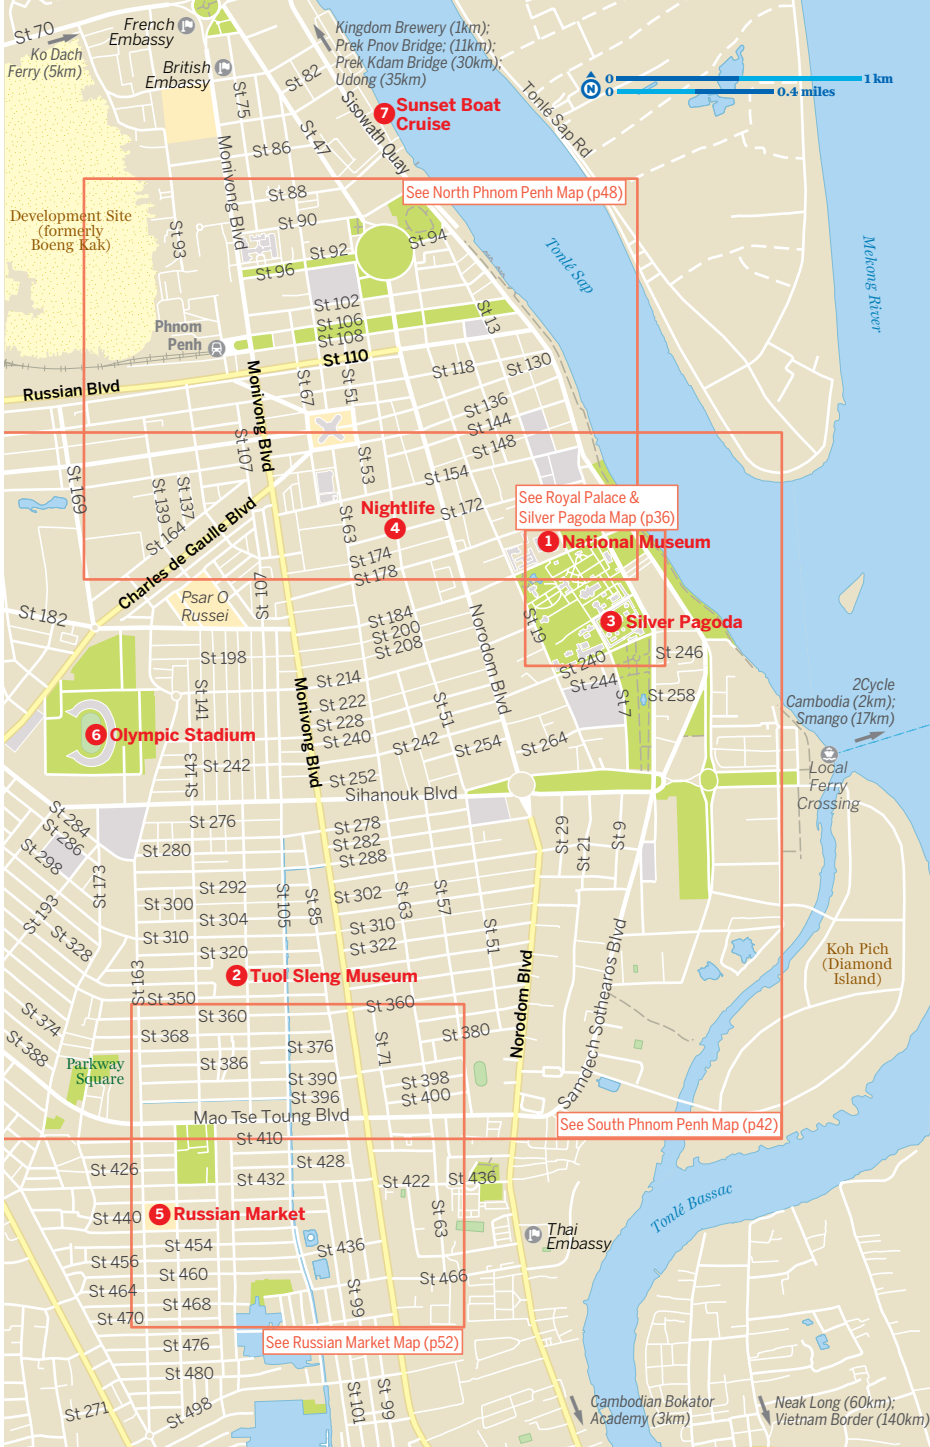 St 70
Ko Dach
Ferry (5km)
French
Embassy
British
Embassy
Kingdom Brewery (1km);
Prek Pnov Bridge; (11km);
Prek Kdam Bridge (30km);
Udong (35km)
St 82
St 75
Sisowath Quay
7 Sunset Boat
Cruise
Tonlé Sap Rd
N
0 1 km
0 0.4 miles
St 47
St 86
Monivong Blvd
See North Phnom Penh Map (p48)
St 88
Development Site
(formerly
Boeng Kak)
St 90
St 93
St 92
St 94
St 96
Tonlé Sap
Mekong River
St 102
St 106
St 108
St 13
Phnom
Penh
St 110
St 118
St 130
Russian Blvd
Monivong Blvd
St 67
St 51
St 136
St 144
St 148
St 107
St 53
St 154
St 169
St 139
St 137
St 164
Charles de Gaulle Blvd
Nightlife
4
St 63
St 172
See Royal Palace &
Silver Pagoda Map (p36)
1 National Museum
St 174
St 178
St 107
Psar O
Russei
St 182
St 184
St 200
St 208
Norodom Blvd
St 19
3 Silver Pagoda
St 198
St 240
St 246
St 214
St 244
St 7
St 258
St 141
St 222
St 228
St 240
St 51
2Cycle
Cambodia (2km);
Smango (17km)
Monivong Blvd
6 Olympic Stadium
St 242
St 254
St 264
St 143
St 242
St 252
Local
Ferry
Crossing
Sihanouk Blvd
St 284
St 286
St 298
St 276
St 278
St 282
St 288
St 29
St 21
St 9
St 280
St 173
St 292
St 105
St 85
St 302
St 63
St 57
St 300
St 193
St 304
St 310
St 51
St 328
St 310
St 322
St 320
Norodom Blvd
Samdech Sothearos Blvd
Koh Pich
(Diamond
Island)
St 163
2 Tuol Sleng Museum
St 350
St 360
St 360
St 374
St 388
St 368
St 376
St 71
St 380
Parkway
Square
St 386
St 390
St 396
St 398
St 400
Mao Tse Toung Blvd
See South Phnom Penh Map (p42)
St 410
St 426
St 428
St 432
St 422
St 436
Tonlé Bassac
St 440
5 Russian Market
St 63
St 454
St 436
Thai
Embassy
St 456
St 460
St 466
St 464
St 468
St 99
St 470
See Russian Market Map (p52)
St 476
St 480
St 271
St 498
St 101
St 99
Cambodian Bokator
Academy (3km)
Neak Long (60km);
Vietnam Border (140km)